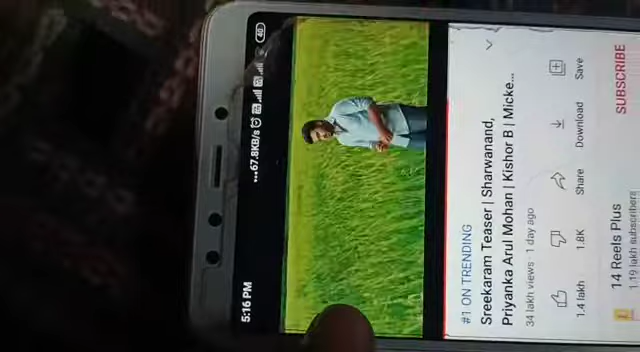 5:16 PM
...67.8KB/s
40
#1 ON TRENDING
Sreekaram Teaser | Sharwanand,
Priyanka Arul Mohan | Kishor B | Micke...
34 lakh views · 1 day ago
1.4 lakh 1.8K Share Download Save
14 Reels Plus SUBSCRIBE
1.19 lakh subscribers